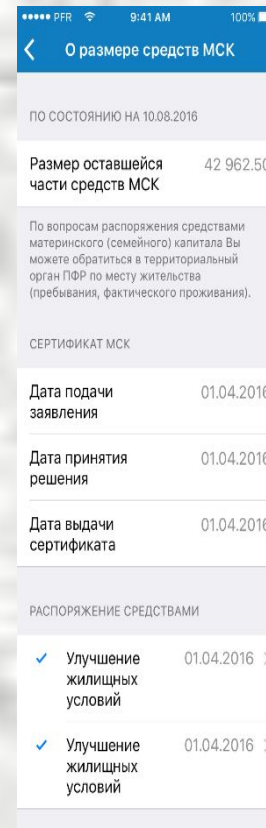 PFR 9:41 AM 100%
О размере средств МСК
ПО СОСТОЯНИЮ НА 10.08.2016
Размер оставшейся 42 962.50
части средств МСК
По вопросам распоряжения средствами
материнского (семейного) капитала Вы
можете обратиться в территориальный
орган ПФР по месту жительства
(пребывания, фактического проживания).
СЕРТИФИКАТ МСК
Дата подачи 01.04.2016
заявления
Дата принятия 01.04.2016
решения
Дата выдачи 01.04.2016
сертификата
РАСПОРЯЖЕНИЕ СРЕДСТВАМИ
Улучшение 01.04.2016
жилищных
условий
Улучшение 01.04.2016
жилищных
условий